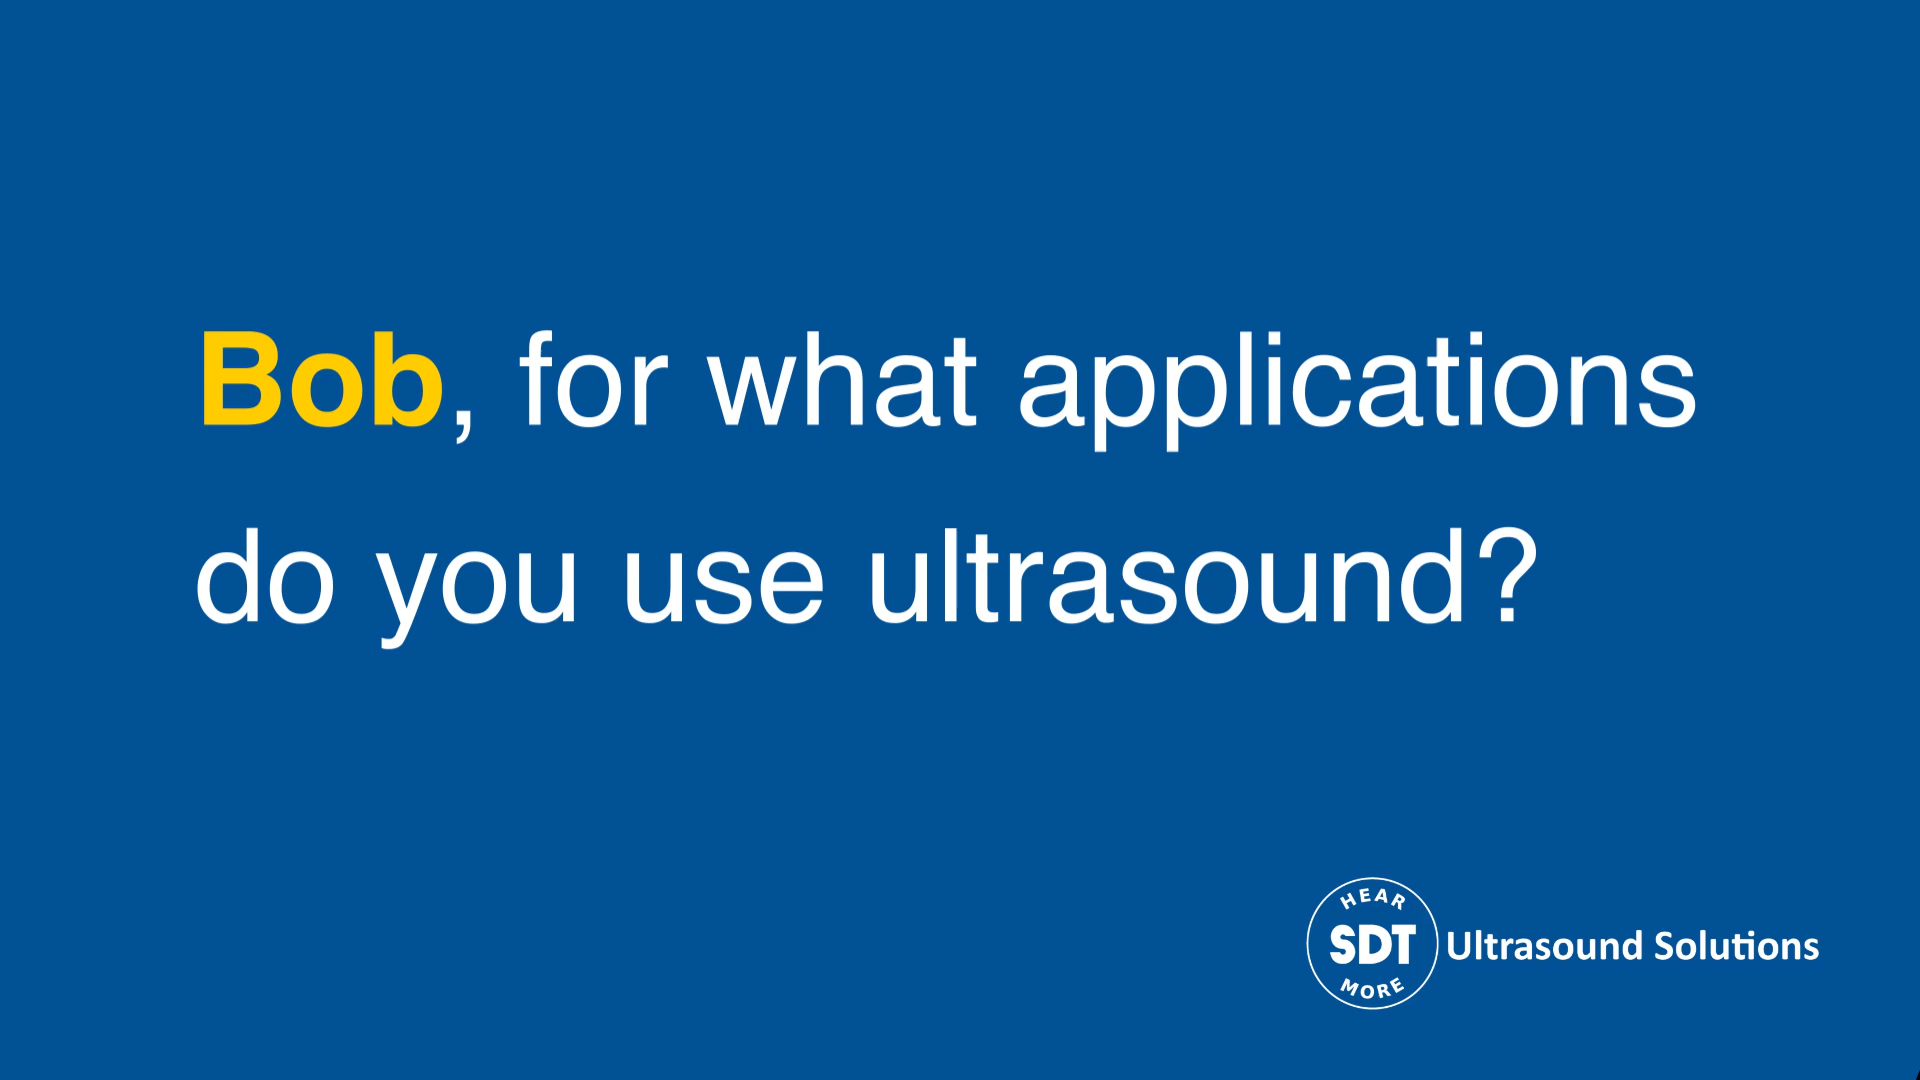 Bob, for what applications
do you use ultrasound?
HEAR
SDT
MORE
Ultrasound Solutions